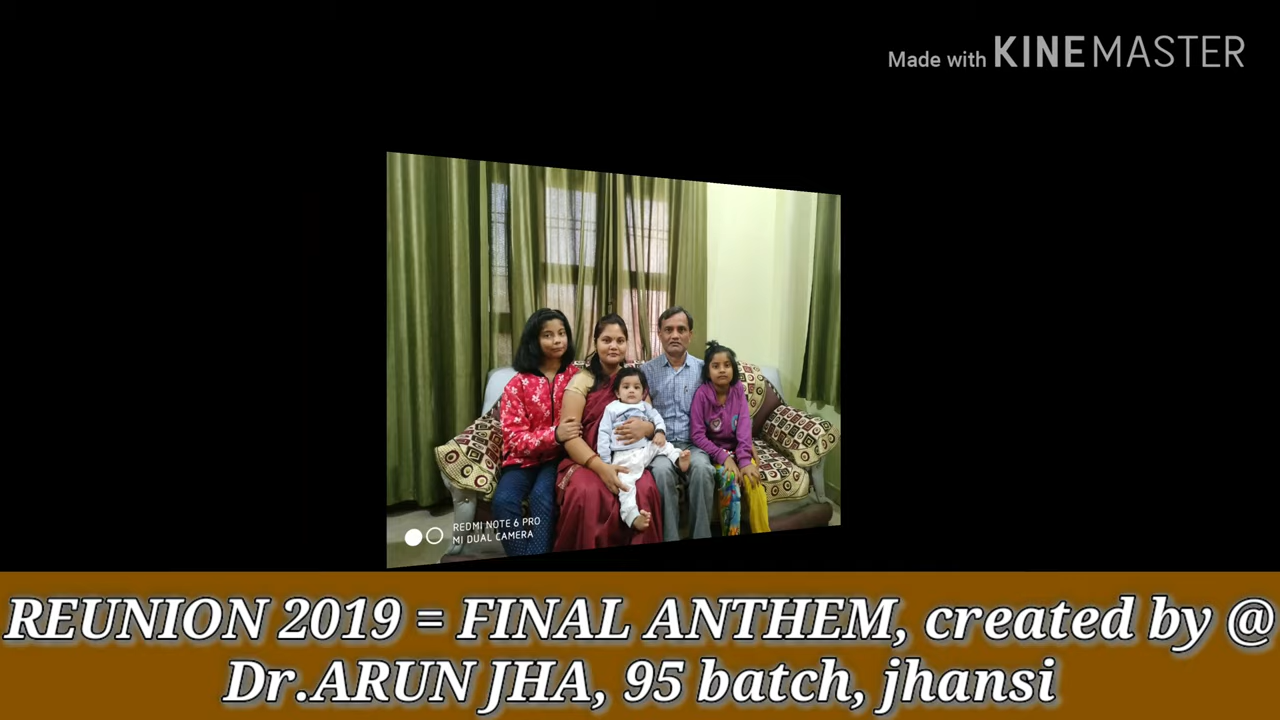 Made with KINEMASTER
REDMI NOTE 6 PRO
MI DUAL CAMERA
REUNION 2019 = FINAL ANTHEM, created by @
Dr.ARUN JHA, 95 batch, jhansi